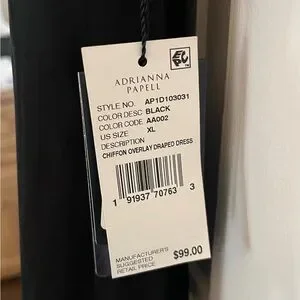 ADRIANNA
PAPELL
STYLE NO. AP1D103031
COLOR DESC BLACK
COLOR CODE AA002
US SIZE XL
DESCRIPTION
CHIFFON OVERLAY DRAPED DRESS
1 91937 70763 3
MANUFACTURER'S
SUGGESTED
RETAIL PRICE
$99.00